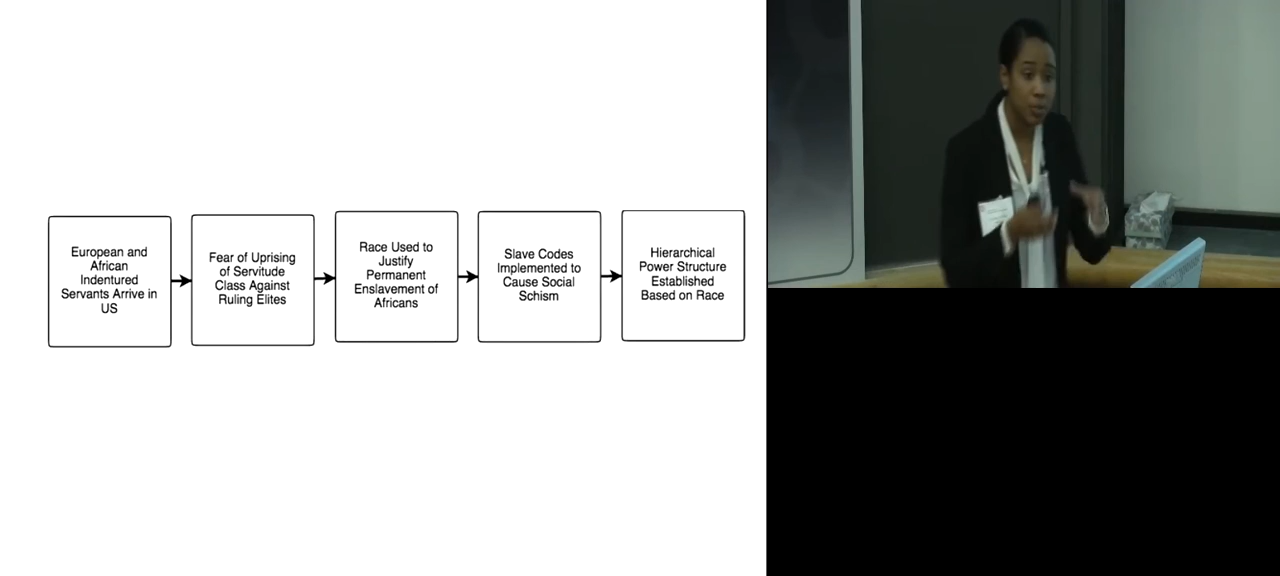 European and
African
Indentured
Servants Arrive in
US
Fear of Uprising
of Servitude
Class Against
Ruling Elites
Race Used to
Justify
Permanent
Enslavement of
Africans
Slave Codes
Implemented to
Cause Social
Schism
Hierarchical
Power Structure
Established
Based on Race